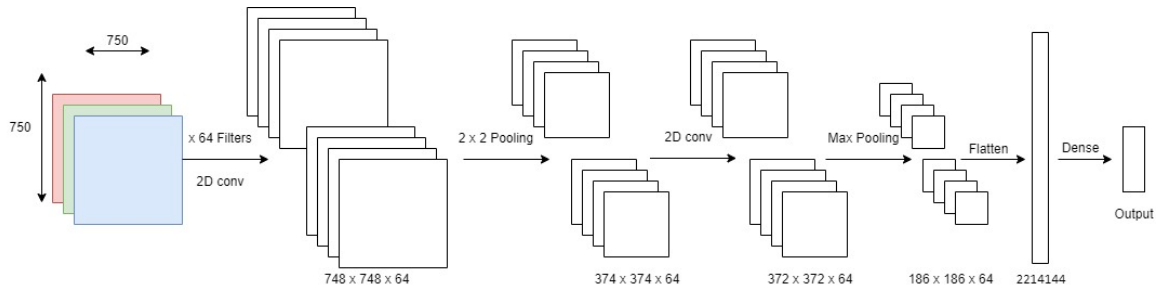 750
750
x 64 Filters
2D conv
748 x 748 x 64
2 x 2 Pooling
374 x 374 x 64
2D conv
372 x 372 x 64
Max Pooling
186 x 186 x 64
Flatten
2214144
Dense
Output